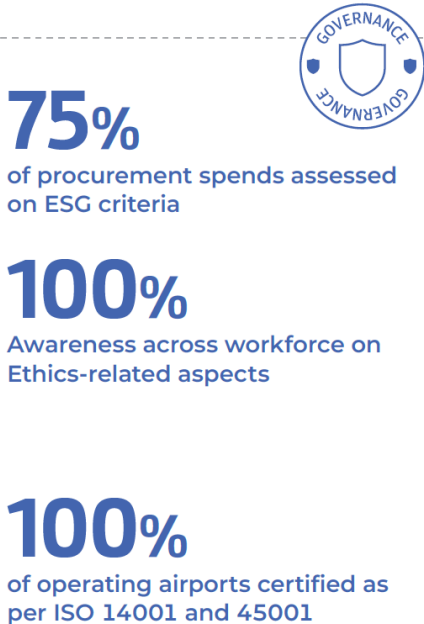 GOVERNANCE
GOVERNANCE
75%
of procurement spends assessed
on ESG criteria
100%
Awareness across workforce on
Ethics-related aspects
100%
of operating airports certified as
per ISO 14001 and 45001